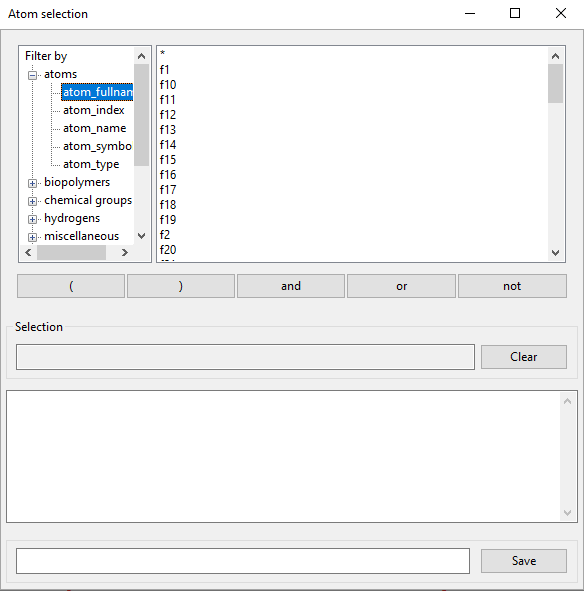 Atom selection
Filter by
atoms
atom_fullnan
atom_index
atom_name
atom_symbo
atom_type
biopolymers
chemical groups
hydrogens
miscellaneous
*
f1
f10
f11
f12
f13
f14
f15
f16
f17
f18
f19
f2
f20
( ) and or not
Selection
Clear
Save